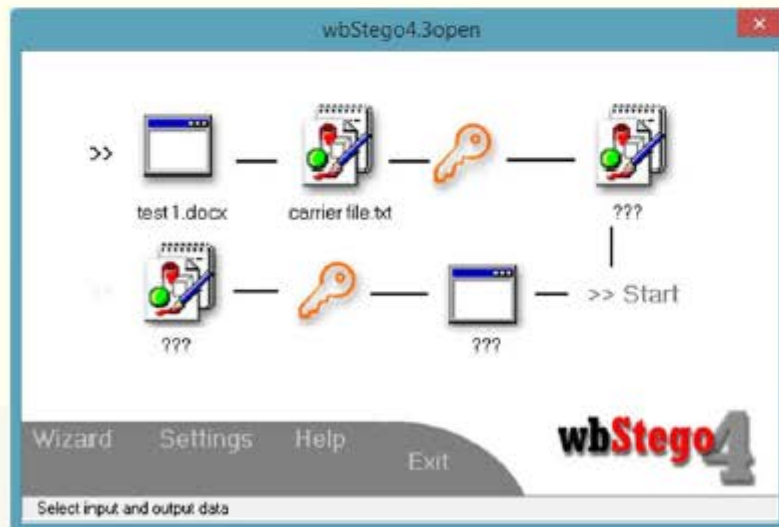 wbStego4.3open
>>
test1.docx
carrier file.txt
???
???
???
>> Start
Wizard
Settings
Help
Exit
wbStego4
Select input and output data